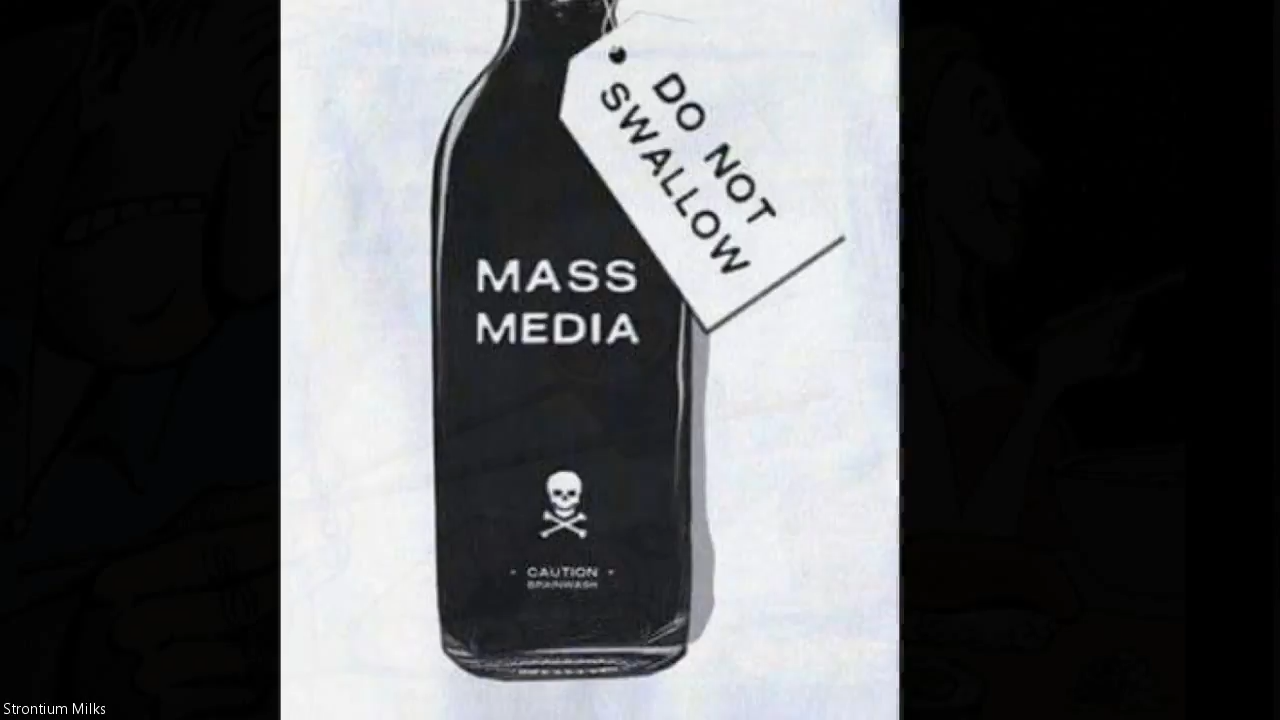 DO NOT
SWALLOW
MASS
MEDIA
CAUTION
BRAINWASH
Strontium Milks